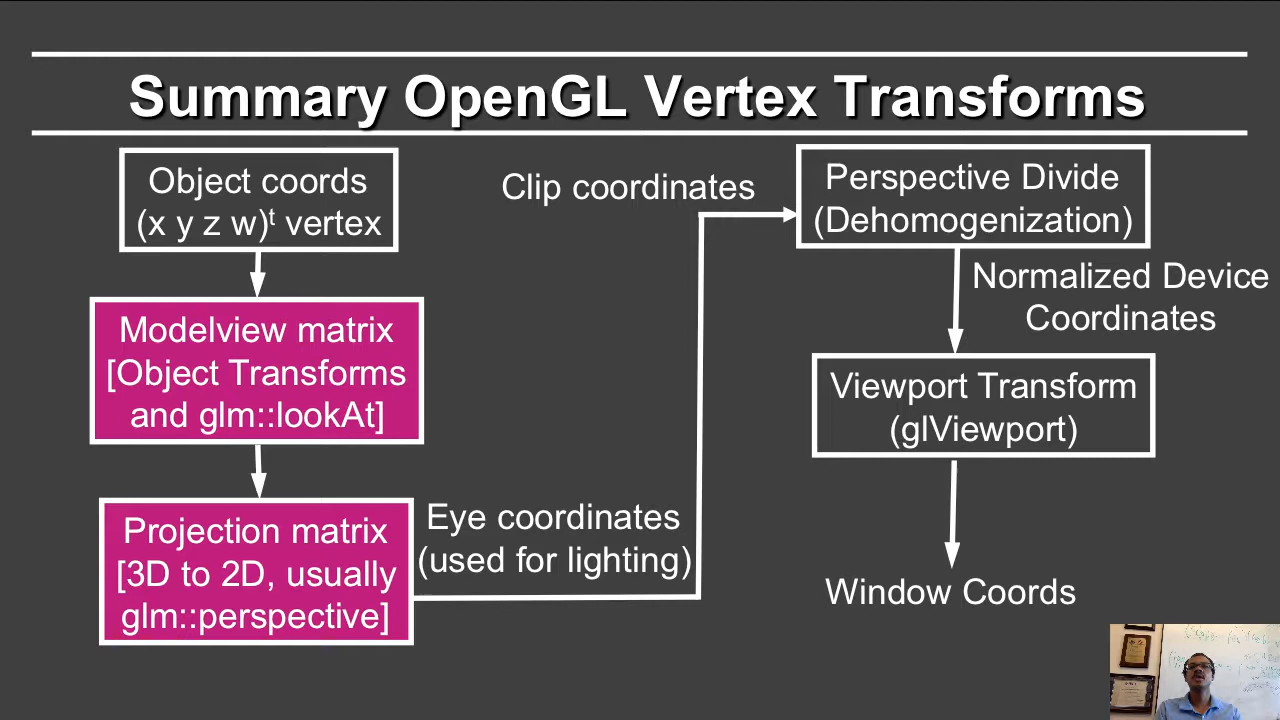 Summary OpenGL Vertex Transforms
Object coords
(x y z w)ᵗ vertex
Modelview matrix
[Object Transforms
and glm::lookAt]
Projection matrix
[3D to 2D, usually
glm::perspective]
Eye coordinates
(used for lighting)
Clip coordinates
Perspective Divide
(Dehomogenization)
Normalized Device
Coordinates
Viewport Transform
(glViewport)
Window Coords